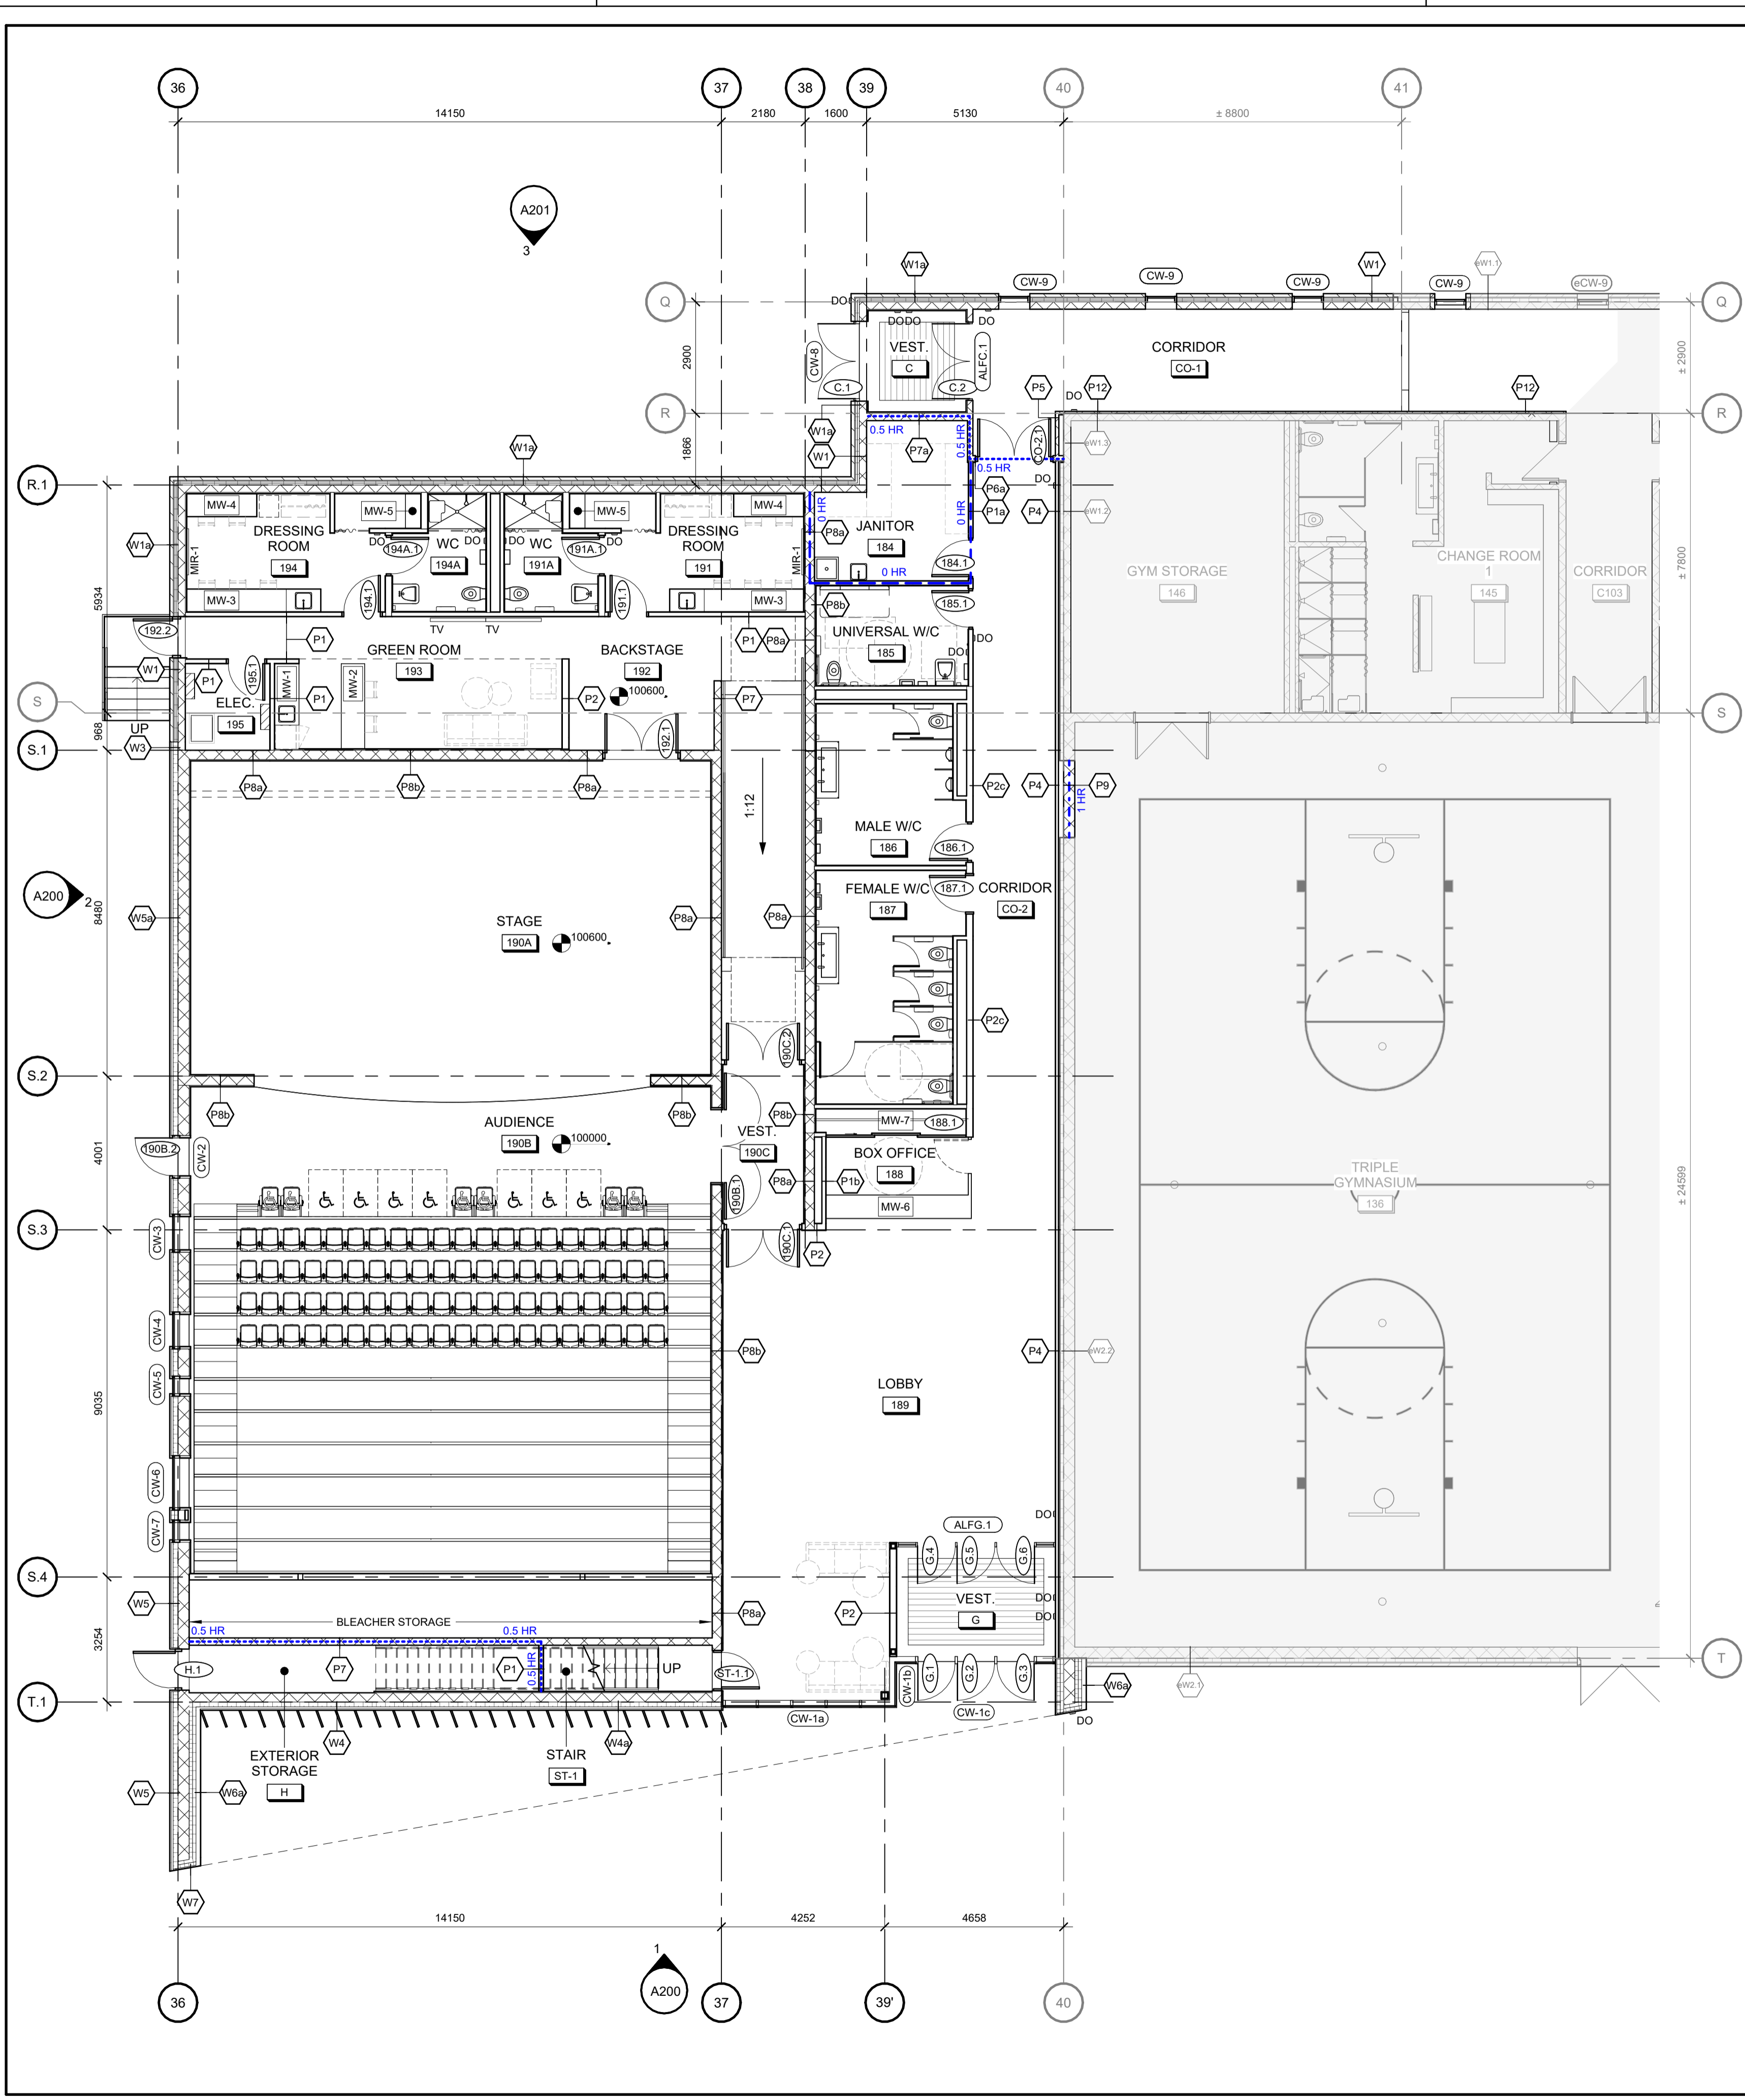 36
37
38
39
40
41
14150
2180
1600
5130
± 8800
A201
3
W1a
CW-9
CW-9
CW-9
W1
CW-9
eW1.1
eCW-9
Q
DO
Q
DODO
DO
2900
CW-8
VEST.
C
ALFC.1
CORRIDOR
CO-1
± 2900
C.1
C.2
P5
P12
P12
DO
R
R
W1a
0.5 HR
0.5 HR
P7a
CO-2.1
eW1.3
W1a
W1
1866
0.5 HR
DO
R.1
P6a
MW-4
MW-5
MW-5
MW-4
0 HR
P1a
0 HR
P4
eW1.2
DRESSING
ROOM
194
DO
194A.1
DO
WC
194A
DO
WC
191A
191A.1
DO
DRESSING
ROOM
191
P8a
JANITOR
184
W1a
MIR-1
MIR-1
184.1
0 HR
CHANGE ROOM
1
145
GYM STORAGE
146
CORRIDOR
C103
± 7800
5934
MW-3
194.1
191.1
MW-3
P8b
185.1
192.2
TV
TV
P1
P1
P8a
UNIVERSAL W/C
185
DO
DO
GREEN ROOM
193
BACKSTAGE
192
W1
P1
195.1
MW-1
MW-2
P1
P2
100600
P7
S
ELEC.
195
S
968
UP
W3
S.1
192.1
P8a
P8b
P8a
P2c
P4
P9
1 HR
1:12
MALE W/C
186
186.1
A200
2
FEMALE W/C
187
187.1
CORRIDOR
CO-2
8480
W5a
STAGE
190A
100600
P8a
P8a
P2c
190C.2
S.2
P8b
P8b
P8b
MW-7
188.1
AUDIENCE
190B
100000
VEST.
190C
4001
190B.2
CW-2
BOX OFFICE
188
P8a
P1b
190B.1
MW-6
TRIPLE
GYMNASIUM
136
± 24599
S.3
CW-3
190C.1
P2
CW-4
P8b
P4
eW2.2
CW-5
9035
LOBBY
189
CW-6
CW-7
DO
ALFG.1
G.4
G.5
G.6
S.4
W5
VEST.
G
DO
DO
P8a
P2
BLEACHER STORAGE
0.5 HR
0.5 HR
3254
H.1
P7
P1
0.5 HR
UP
ST-1.1
G.1
G.2
G.3
CW-1b
T
W6a
eW2.1
T.1
CW-1a
CW-1c
DO
W4
W4a
EXTERIOR
STORAGE
H
STAIR
ST-1
W5
W6a
W7
14150
4252
4658
1
A200
36
37
39'
40